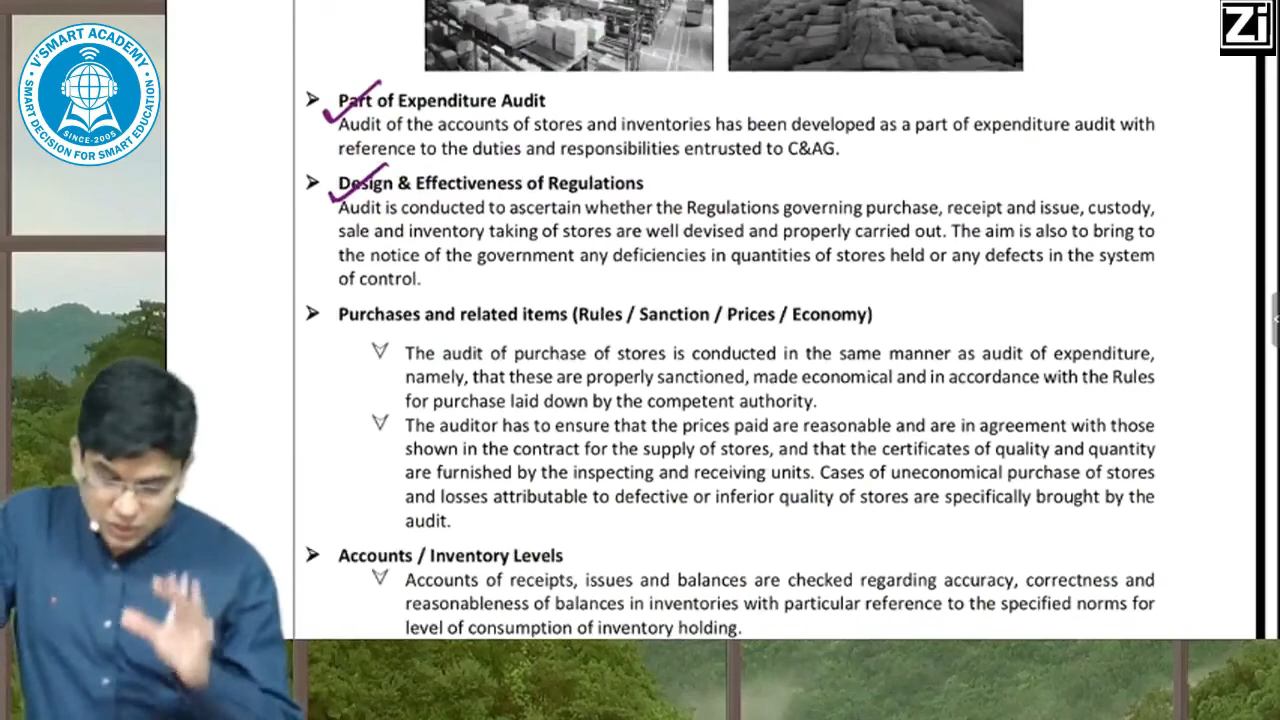 V'SMART ACADEMY
SINCE-2005
SMART DECISION FOR SMART EDUCATION
Zi
Part of Expenditure Audit
Audit of the accounts of stores and inventories has been developed as a part of expenditure audit with
reference to the duties and responsibilities entrusted to C&AG.
Design & Effectiveness of Regulations
Audit is conducted to ascertain whether the Regulations governing purchase, receipt and issue, custody,
sale and inventory taking of stores are well devised and properly carried out. The aim is also to bring to
the notice of the government any deficiencies in quantities of stores held or any defects in the system
of control.
Purchases and related items (Rules / Sanction / Prices / Economy)
The audit of purchase of stores is conducted in the same manner as audit of expenditure,
namely, that these are properly sanctioned, made economical and in accordance with the Rules
for purchase laid down by the competent authority.
The auditor has to ensure that the prices paid are reasonable and are in agreement with those
shown in the contract for the supply of stores, and that the certificates of quality and quantity
are furnished by the inspecting and receiving units. Cases of uneconomical purchase of stores
and losses attributable to defective or inferior quality of stores are specifically brought by the
audit.
Accounts / Inventory Levels
Accounts of receipts, issues and balances are checked regarding accuracy, correctness and
reasonableness of balances in inventories with particular reference to the specified norms for
level of consumption of inventory holding.